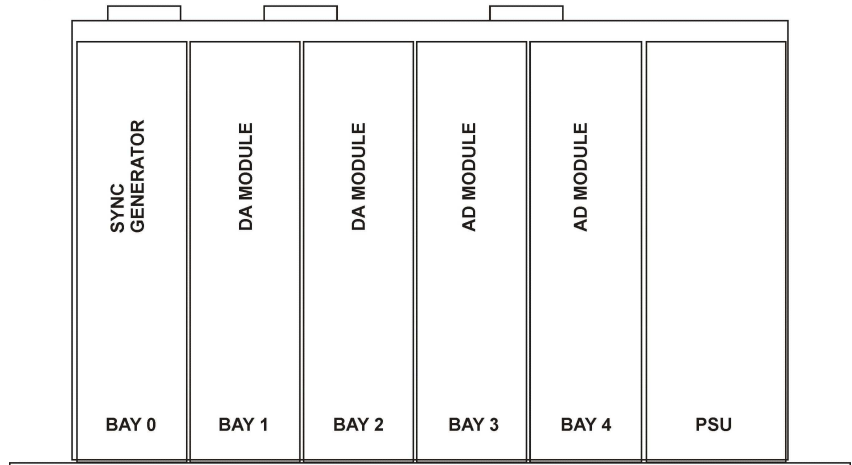 SYNC
GENERATOR
DA MODULE
DA MODULE
AD MODULE
AD MODULE
BAY 0
BAY 1
BAY 2
BAY 3
BAY 4
PSU